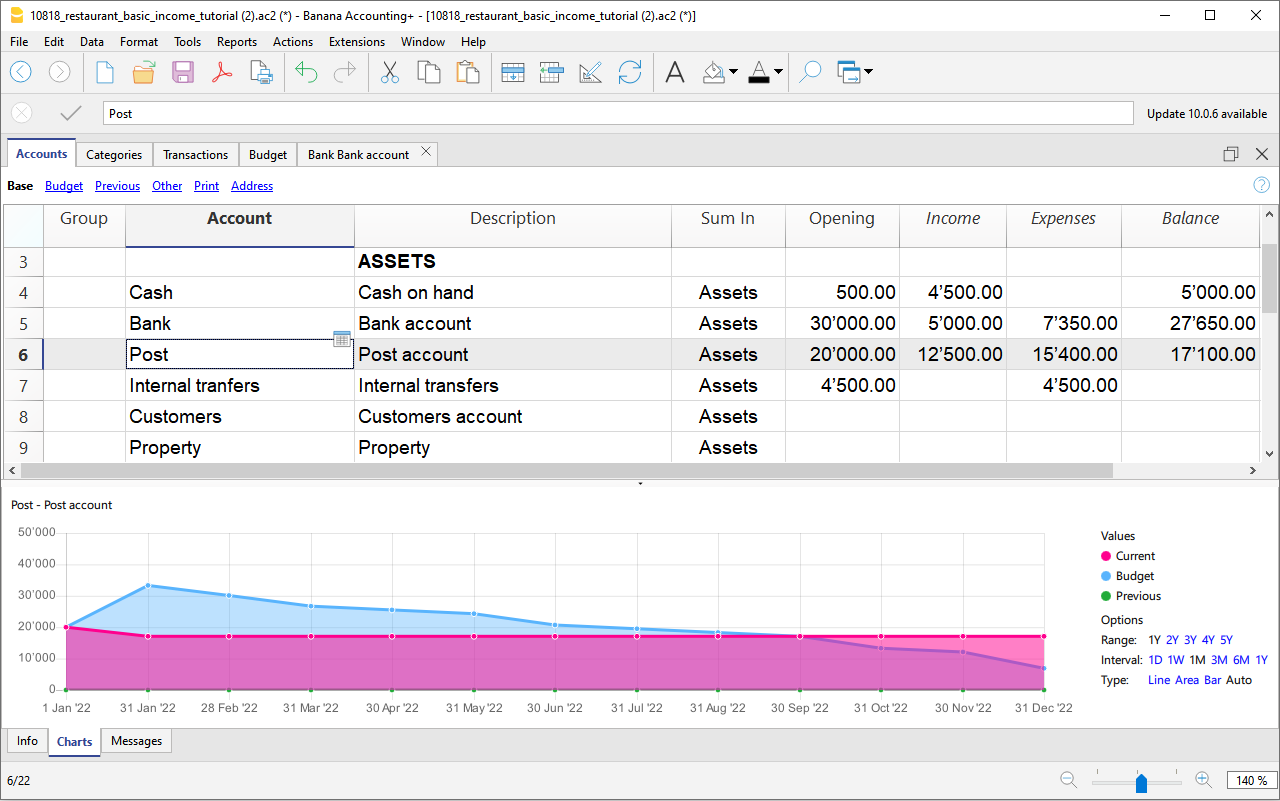 10818_restaurant_basic_income_tutorial (2).ac2 (*) - Banana Accounting+ - [10818_restaurant_basic_income_tutorial (2).ac2 (*)]
File Edit Data Format Tools Reports Actions Extensions Window Help
Post Update 10.0.6 available
Accounts Categories Transactions Budget Bank Bank account
Base Budget Previous Other Print Address
Group Account Description Sum In Opening Income Expenses Balance
3 ASSETS
4 Cash Cash on hand Assets 500.00 4’500.00 5’000.00
5 Bank Bank account Assets 30’000.00 5’000.00 7’350.00 27’650.00
6 Post Post account Assets 20’000.00 12’500.00 15’400.00 17’100.00
7 Internal tranfers Internal transfers Assets 4’500.00 4’500.00
8 Customers Customers account Assets
9 Property Property Assets
Post - Post account
50’000
40’000
30’000
20’000
10’000
0
1 Jan '22 31 Jan '22 28 Feb '22 31 Mar '22 30 Apr '22 31 May '22 30 Jun '22 31 Jul '22 31 Aug '22 30 Sep '22 31 Oct '22 30 Nov '22 31 Dec '22
Values
Current
Budget
Previous
Options
Range: 1Y 2Y 3Y 4Y 5Y
Interval: 1D 1W 1M 3M 6M 1Y
Type: Line Area Bar Auto
Info Charts Messages
6/22 140 %